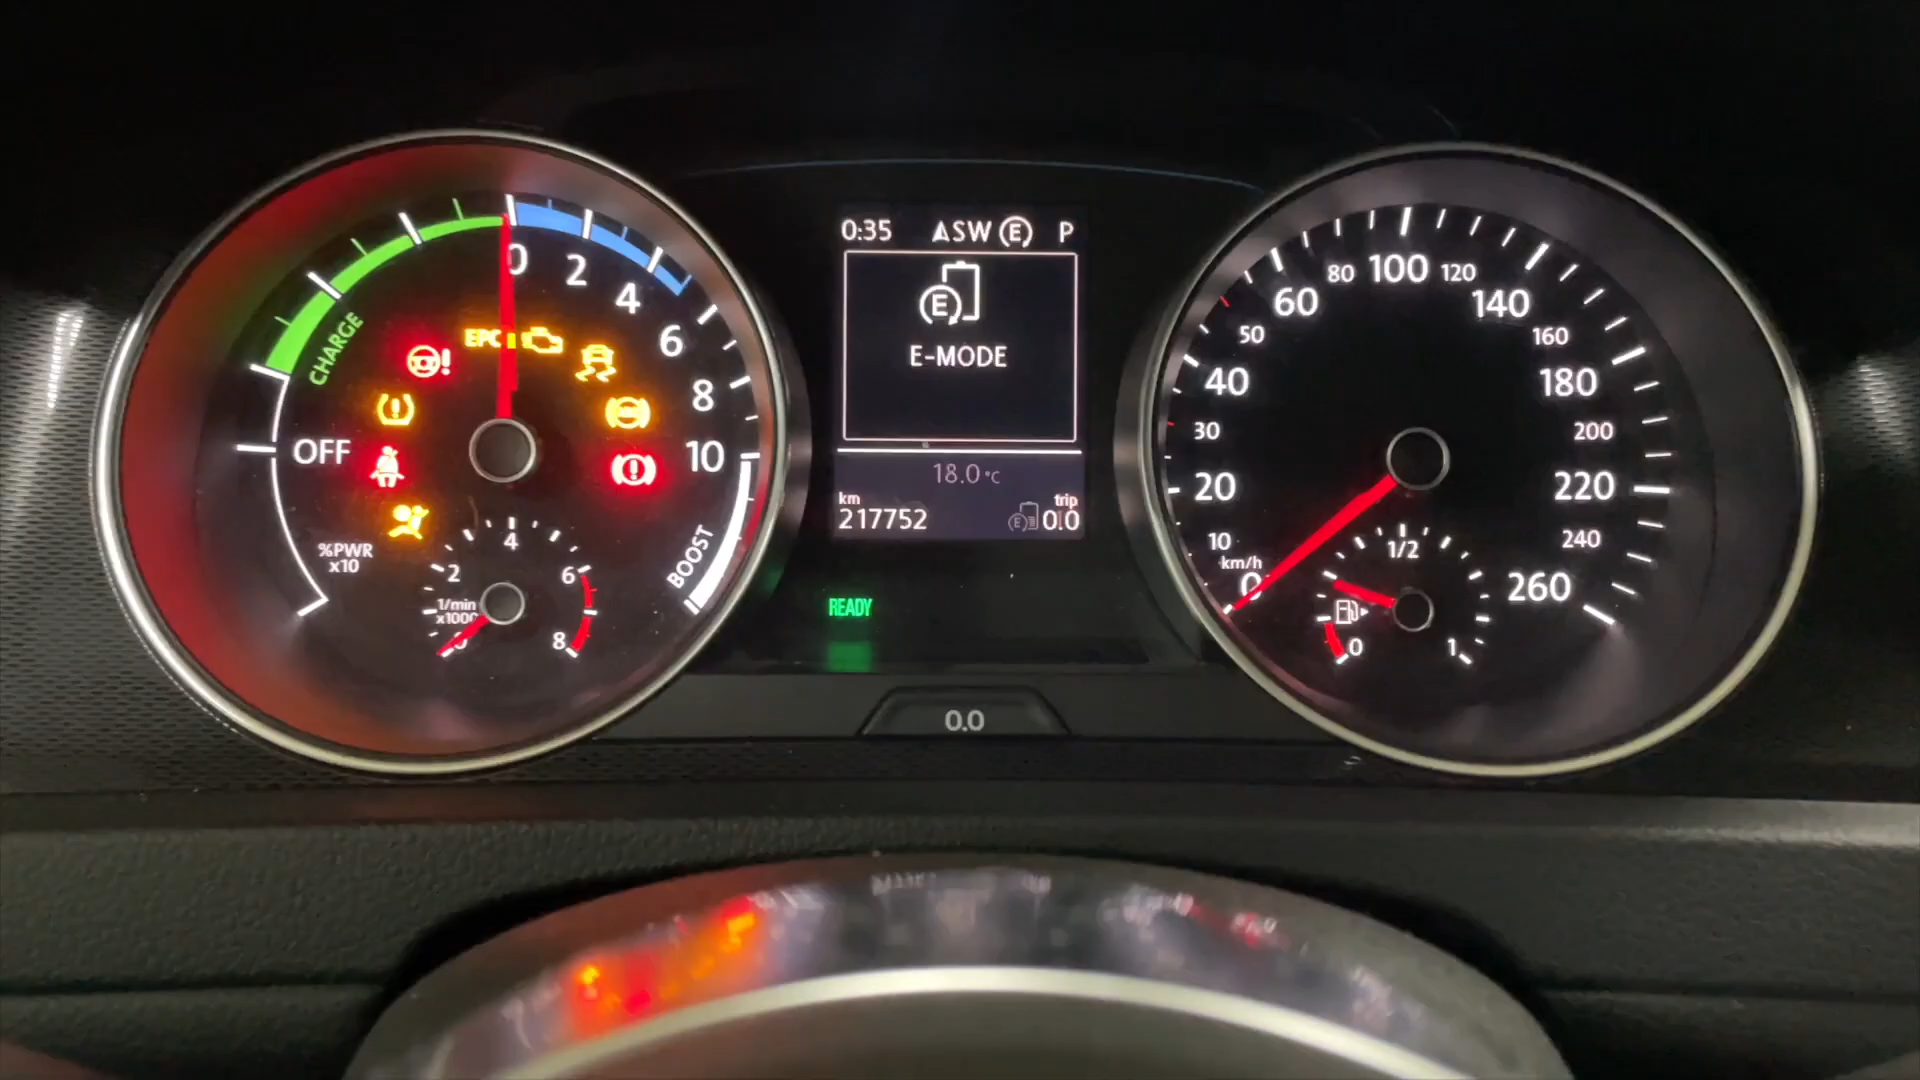 0 2 4 6 8 10
CHARGE
OFF
EPC
%PWR
x10
BOOST
2 4 6 8
1/min
x1000
0:35 ASW E P
E
E-MODE
18.0 °C
km
217752
trip
0.0
READY
0.0
0 10 20 30 40 50 60 80 100 120 140 160 180 200 220 240 260
km/h
0 1/2 1